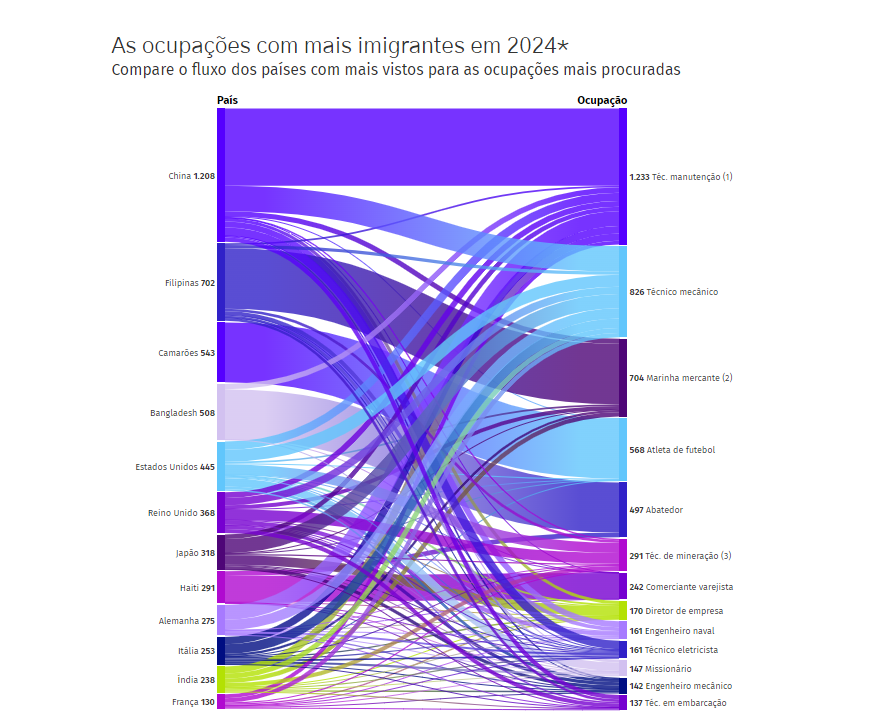 As ocupações com mais imigrantes em 2024*
Compare o fluxo dos países com mais vistos para as ocupações mais procuradas
País
Ocupação
China 1.208
Filipinas 702
Camarões 543
Bangladesh 508
Estados Unidos 445
Reino Unido 368
Japão 318
Haiti 291
Alemanha 275
Itália 253
Índia 238
França 130
1.233 Téc. manutenção (1)
826 Técnico mecânico
704 Marinha mercante (2)
568 Atleta de futebol
497 Abatedor
291 Téc. de mineração (3)
242 Comerciante varejista
170 Diretor de empresa
161 Engenheiro naval
161 Técnico eletricista
147 Missionário
142 Engenheiro mecânico
137 Téc. em embarcação